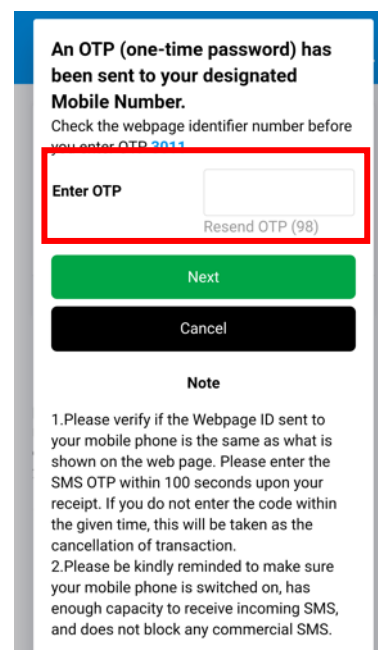 An OTP (one-time password) has
been sent to your designated
Mobile Number.
Check the webpage identifier number before
you enter OTP 3011
Enter OTP
Resend OTP (98)
Next
Cancel
Note
1.Please verify if the Webpage ID sent to
your mobile phone is the same as what is
shown on the web page. Please enter the
SMS OTP within 100 seconds upon your
receipt. If you do not enter the code within
the given time, this will be taken as the
cancellation of transaction.
2.Please be kindly reminded to make sure
your mobile phone is switched on, has
enough capacity to receive incoming SMS,
and does not block any commercial SMS.